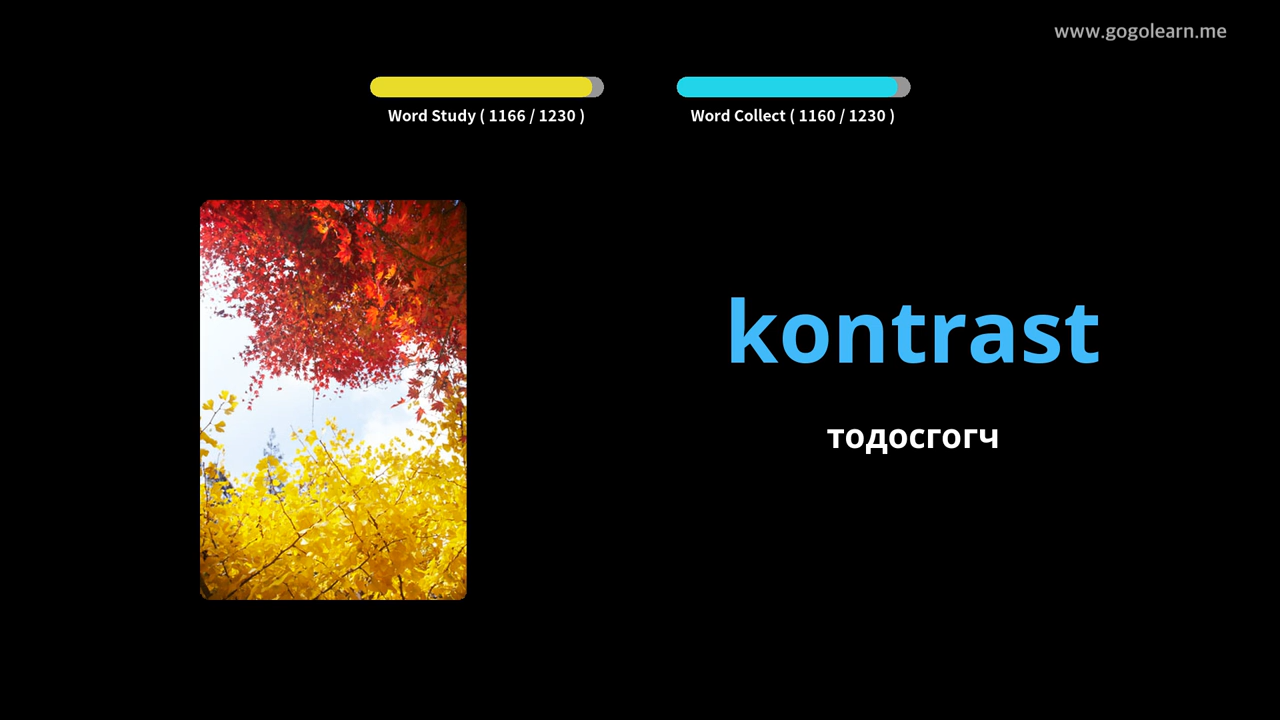 www.gogolearn.me
Word Study ( 1166 / 1230 )
Word Collect ( 1160 / 1230 )
kontrast
тодосгогч